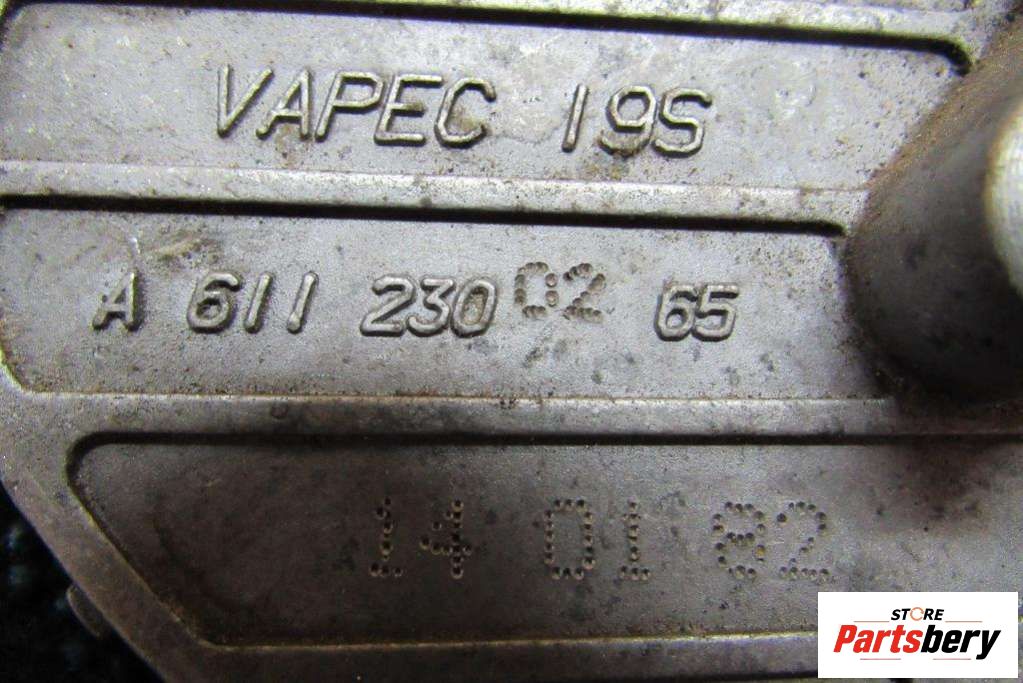 VAPEC 19S
A 611 230 02 65
14 01 82
STORE
Partsbery